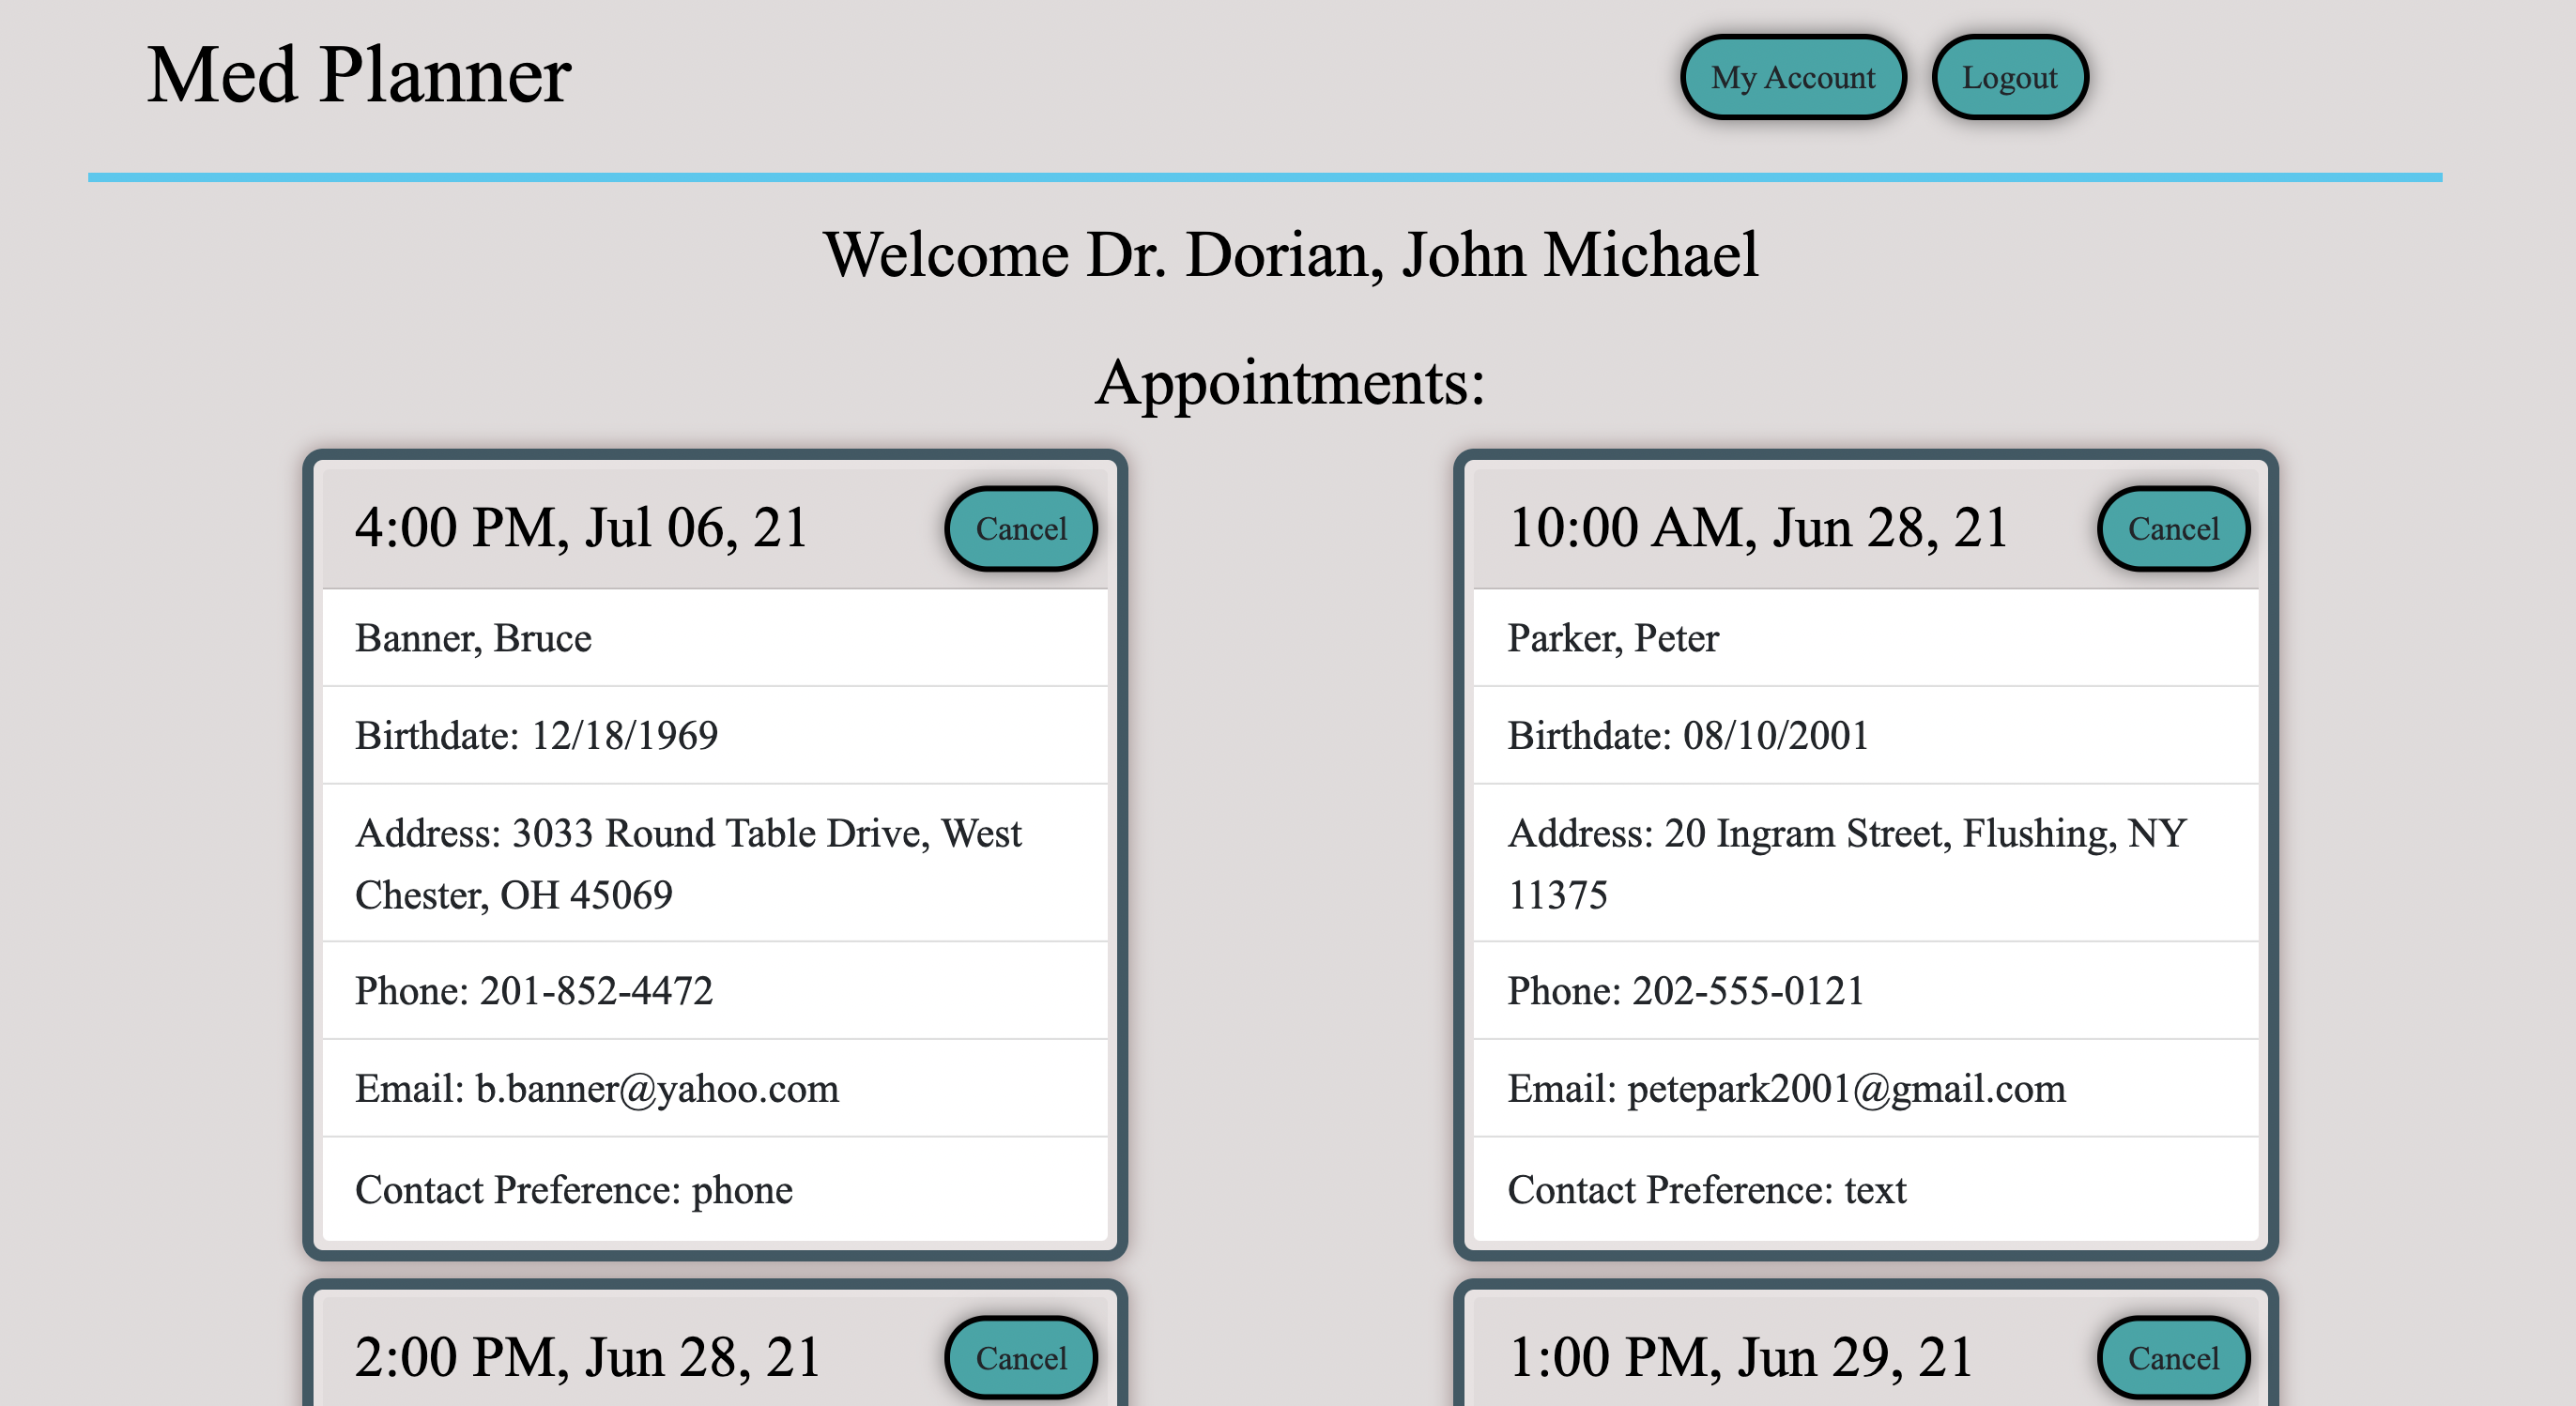 Med Planner
My Account
Logout
Welcome Dr. Dorian, John Michael
Appointments:
4:00 PM, Jul 06, 21
Cancel
Banner, Bruce
Birthdate: 12/18/1969
Address: 3033 Round Table Drive, West
Chester, OH 45069
Phone: 201-852-4472
Email: b.banner@yahoo.com
Contact Preference: phone
10:00 AM, Jun 28, 21
Cancel
Parker, Peter
Birthdate: 08/10/2001
Address: 20 Ingram Street, Flushing, NY
11375
Phone: 202-555-0121
Email: petepark2001@gmail.com
Contact Preference: text
2:00 PM, Jun 28, 21
Cancel
1:00 PM, Jun 29, 21
Cancel